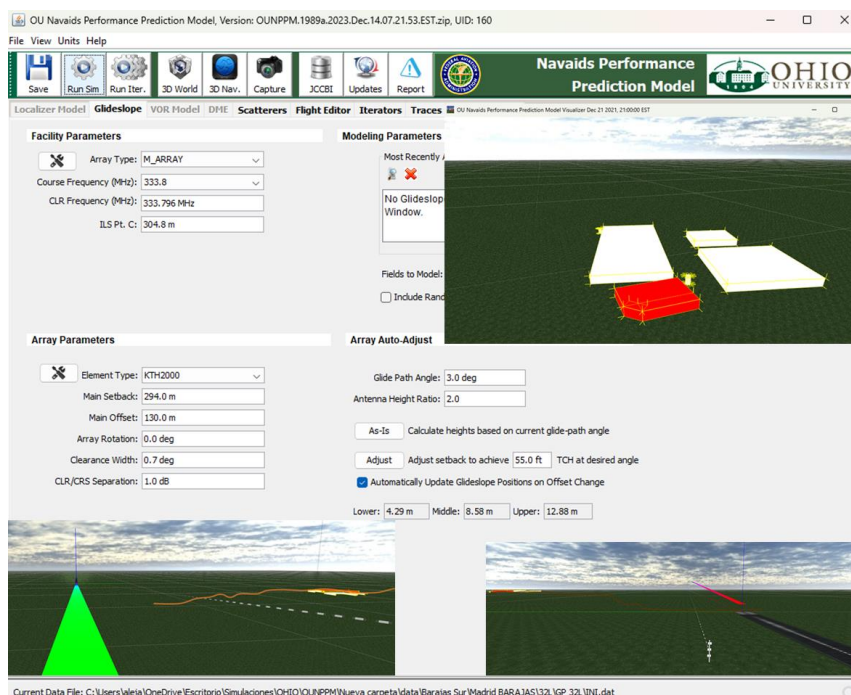 OU Navaids Performance Prediction Model, Version: OUNPPM.1989a.2023.Dec.14.07.21.53.EST.zip, UID: 160
File View Units Help
Save Run Sim Run Iter. 3D World 3D Nav. Capture JCCBI Updates Report
Navaids Performance
Prediction Model
OHIO
UNIVERSITY
Localizer Model Glideslope VOR Model DME Scatterers Flight Editor Iterators Traces
OU Navaids Performance Prediction Model Visualizer Dec 21 2021, 21:00:00 EST
Facility Parameters
Array Type: M_ARRAY
Course Frequency (MHz): 333.8
CLR Frequency (MHz): 333.796 MHz
ILS Pt. C: 304.8 m
Modeling Parameters
Most Recently
No Glideslop
Window.
Fields to Model:
Include Rand
Array Parameters
Element Type: KTH2000
Main Setback: 294.0 m
Main Offset: 130.0 m
Array Rotation: 0.0 deg
Clearance Width: 0.7 deg
CLR/CRS Separation: 1.0 dB
Array Auto-Adjust
Glide Path Angle: 3.0 deg
Antenna Height Ratio: 2.0
As-Is Calculate heights based on current glide-path angle
Adjust Adjust setback to achieve 55.0 ft TCH at desired angle
Automatically Update Glideslope Positions on Offset Change
Lower: 4.29 m Middle: 8.58 m Upper: 12.88 m
Current Data File: C:\Users\aleja\OneDrive\Escritorio\Simulaciones\OHIO\OUNPPM\Nueva carpeta\data\Barajas Sur\Madrid BARAJAS\32L\GP_32L\INI.dat